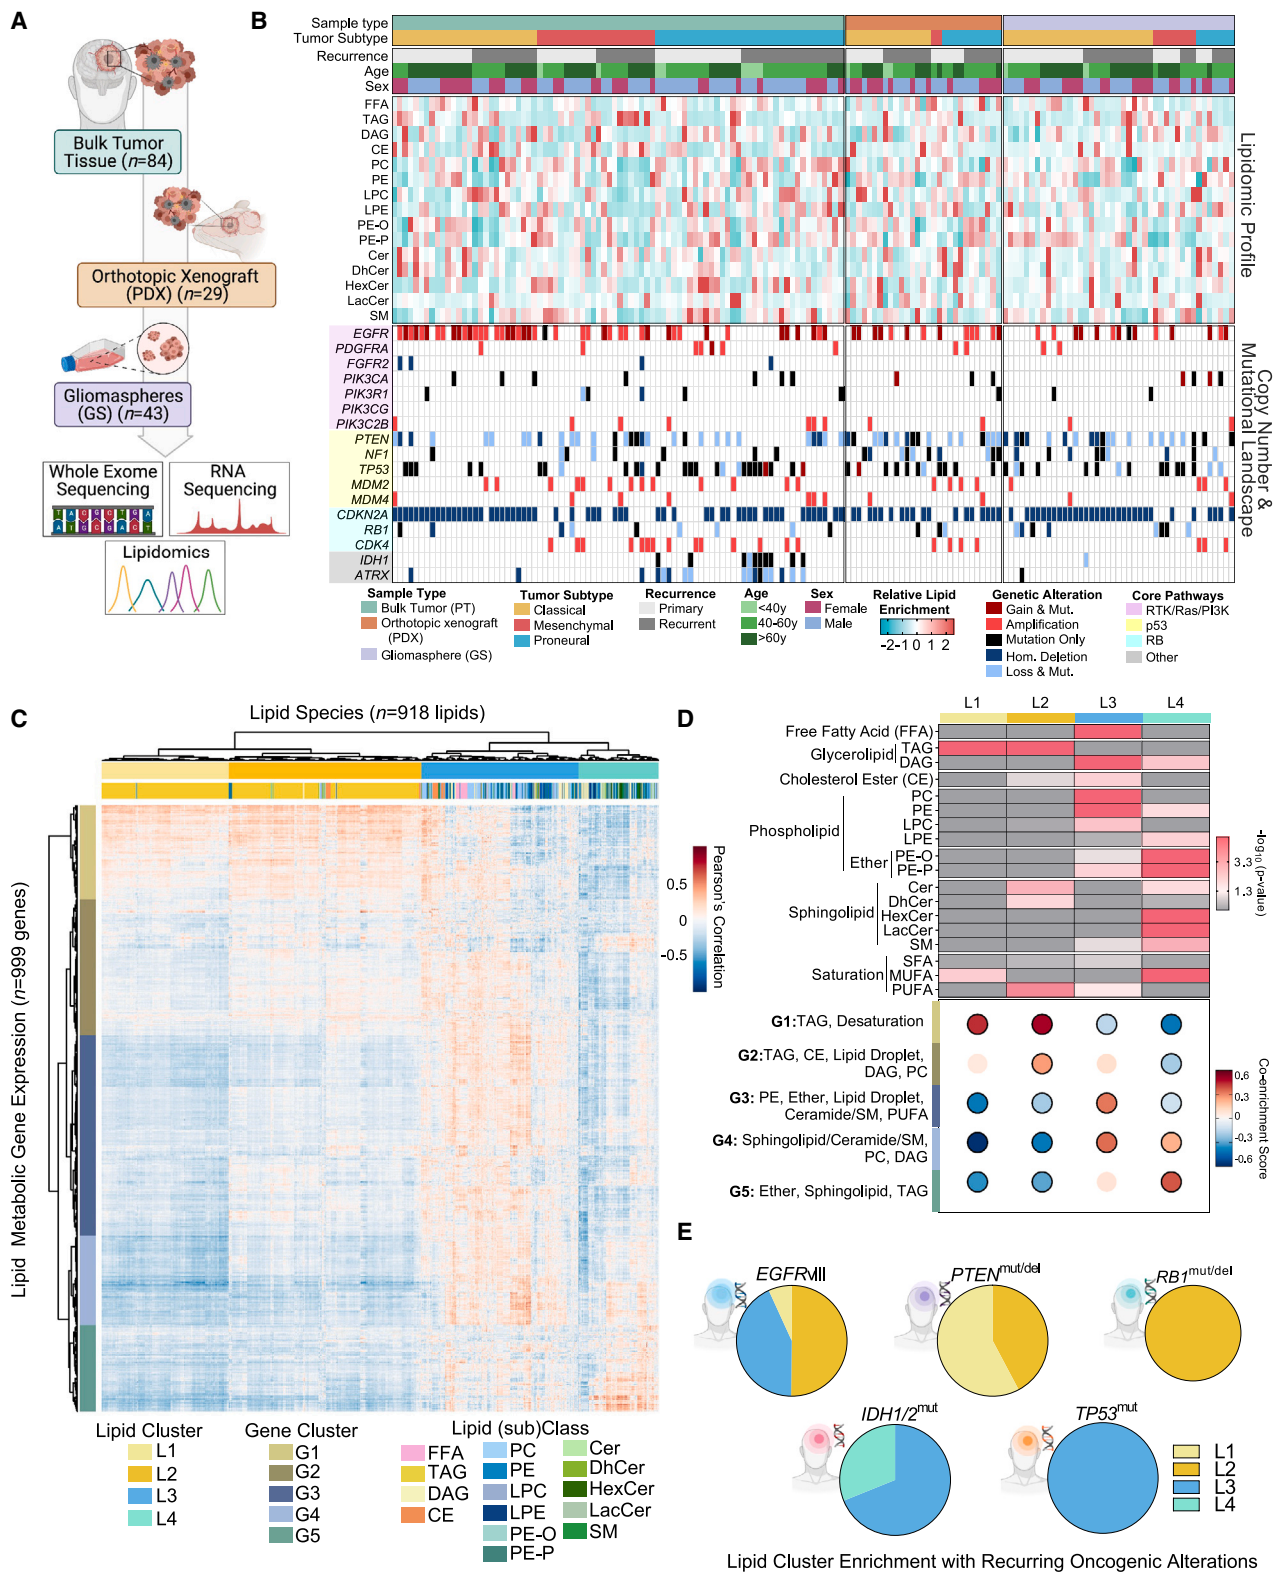 A
Bulk Tumor
Tissue (n=84)
Orthotopic Xenograft
(PDX) (n=29)
Gliomaspheres
(GS) (n=43)
Whole Exome
Sequencing
T A C G C T G A
A T G C G A C T
RNA
Sequencing
Lipidomics
B
Sample type
Tumor Subtype
Recurrence
Age
Sex
FFA
TAG
DAG
CE
PC
PE
LPC
LPE
PE-O
PE-P
Cer
DhCer
HexCer
LacCer
SM
Lipidomic Profile
EGFR
PDGFRA
FGFR2
PIK3CA
PIK3R1
PIK3CG
PIK3C2B
PTEN
NF1
TP53
MDM2
MDM4
CDKN2A
RB1
CDK4
IDH1
ATRX
Copy Number &
Mutational Landscape
Sample Type
Bulk Tumor (PT)
Orthotopic xenograft
(PDX)
Gliomasphere (GS)
Tumor Subtype
Classical
Mesenchymal
Proneural
Recurrence
Primary
Recurrent
Age
<40y
40-60y
>60y
Sex
Female
Male
Relative Lipid
Enrichment
-2 -1 0 1 2
Genetic Alteration
Gain & Mut.
Amplification
Mutation Only
Hom. Deletion
Loss & Mut.
Core Pathways
RTK/Ras/PI3K
p53
RB
Other
C
Lipid Species (n=918 lipids)
Lipid Metabolic Gene Expression (n=999 genes)
Pearson's Correlation
0.5
0
-0.5
Lipid Cluster
L1
L2
L3
L4
Gene Cluster
G1
G2
G3
G4
G5
Lipid (sub)Class
FFA
TAG
DAG
CE
PC
PE
LPC
LPE
PE-O
PE-P
Cer
DhCer
HexCer
LacCer
SM
D
L1 L2 L3 L4
Free Fatty Acid (FFA)
Glycerolipid
TAG
DAG
Cholesterol Ester (CE)
Phospholipid
PC
PE
LPC
LPE
Ether
PE-O
PE-P
Sphingolipid
Cer
DhCer
HexCer
LacCer
SM
Saturation
SFA
MUFA
PUFA
-log10 (p-value)
3.3
1.3
G1:TAG, Desaturation
G2:TAG, CE, Lipid Droplet,
DAG, PC
G3: PE, Ether, Lipid Droplet,
Ceramide/SM, PUFA
G4: Sphingolipid/Ceramide/SM,
PC, DAG
G5: Ether, Sphingolipid, TAG
Co-enrichment Score
0.6
0.3
0
-0.3
-0.6
E
EGFRvIII
PTENmut/del
RB1mut/del
IDH1/2mut
TP53mut
L1
L2
L3
L4
Lipid Cluster Enrichment with Recurring Oncogenic Alterations